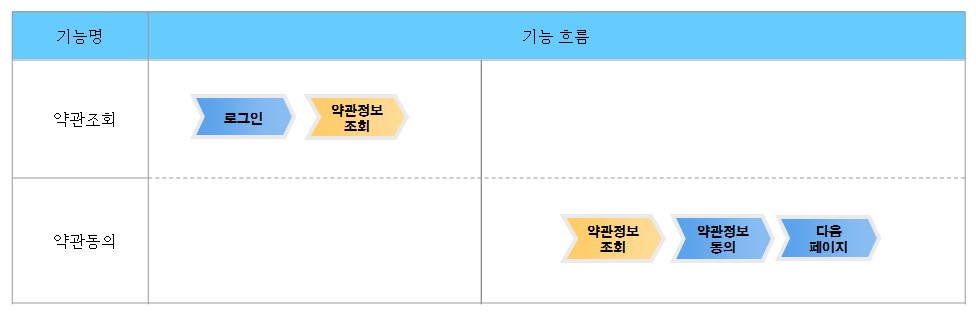 기능명
기능 흐름
약관조회
로그인
약관정보
조회
약관동의
약관정보
조회
약관정보
동의
다음
페이지